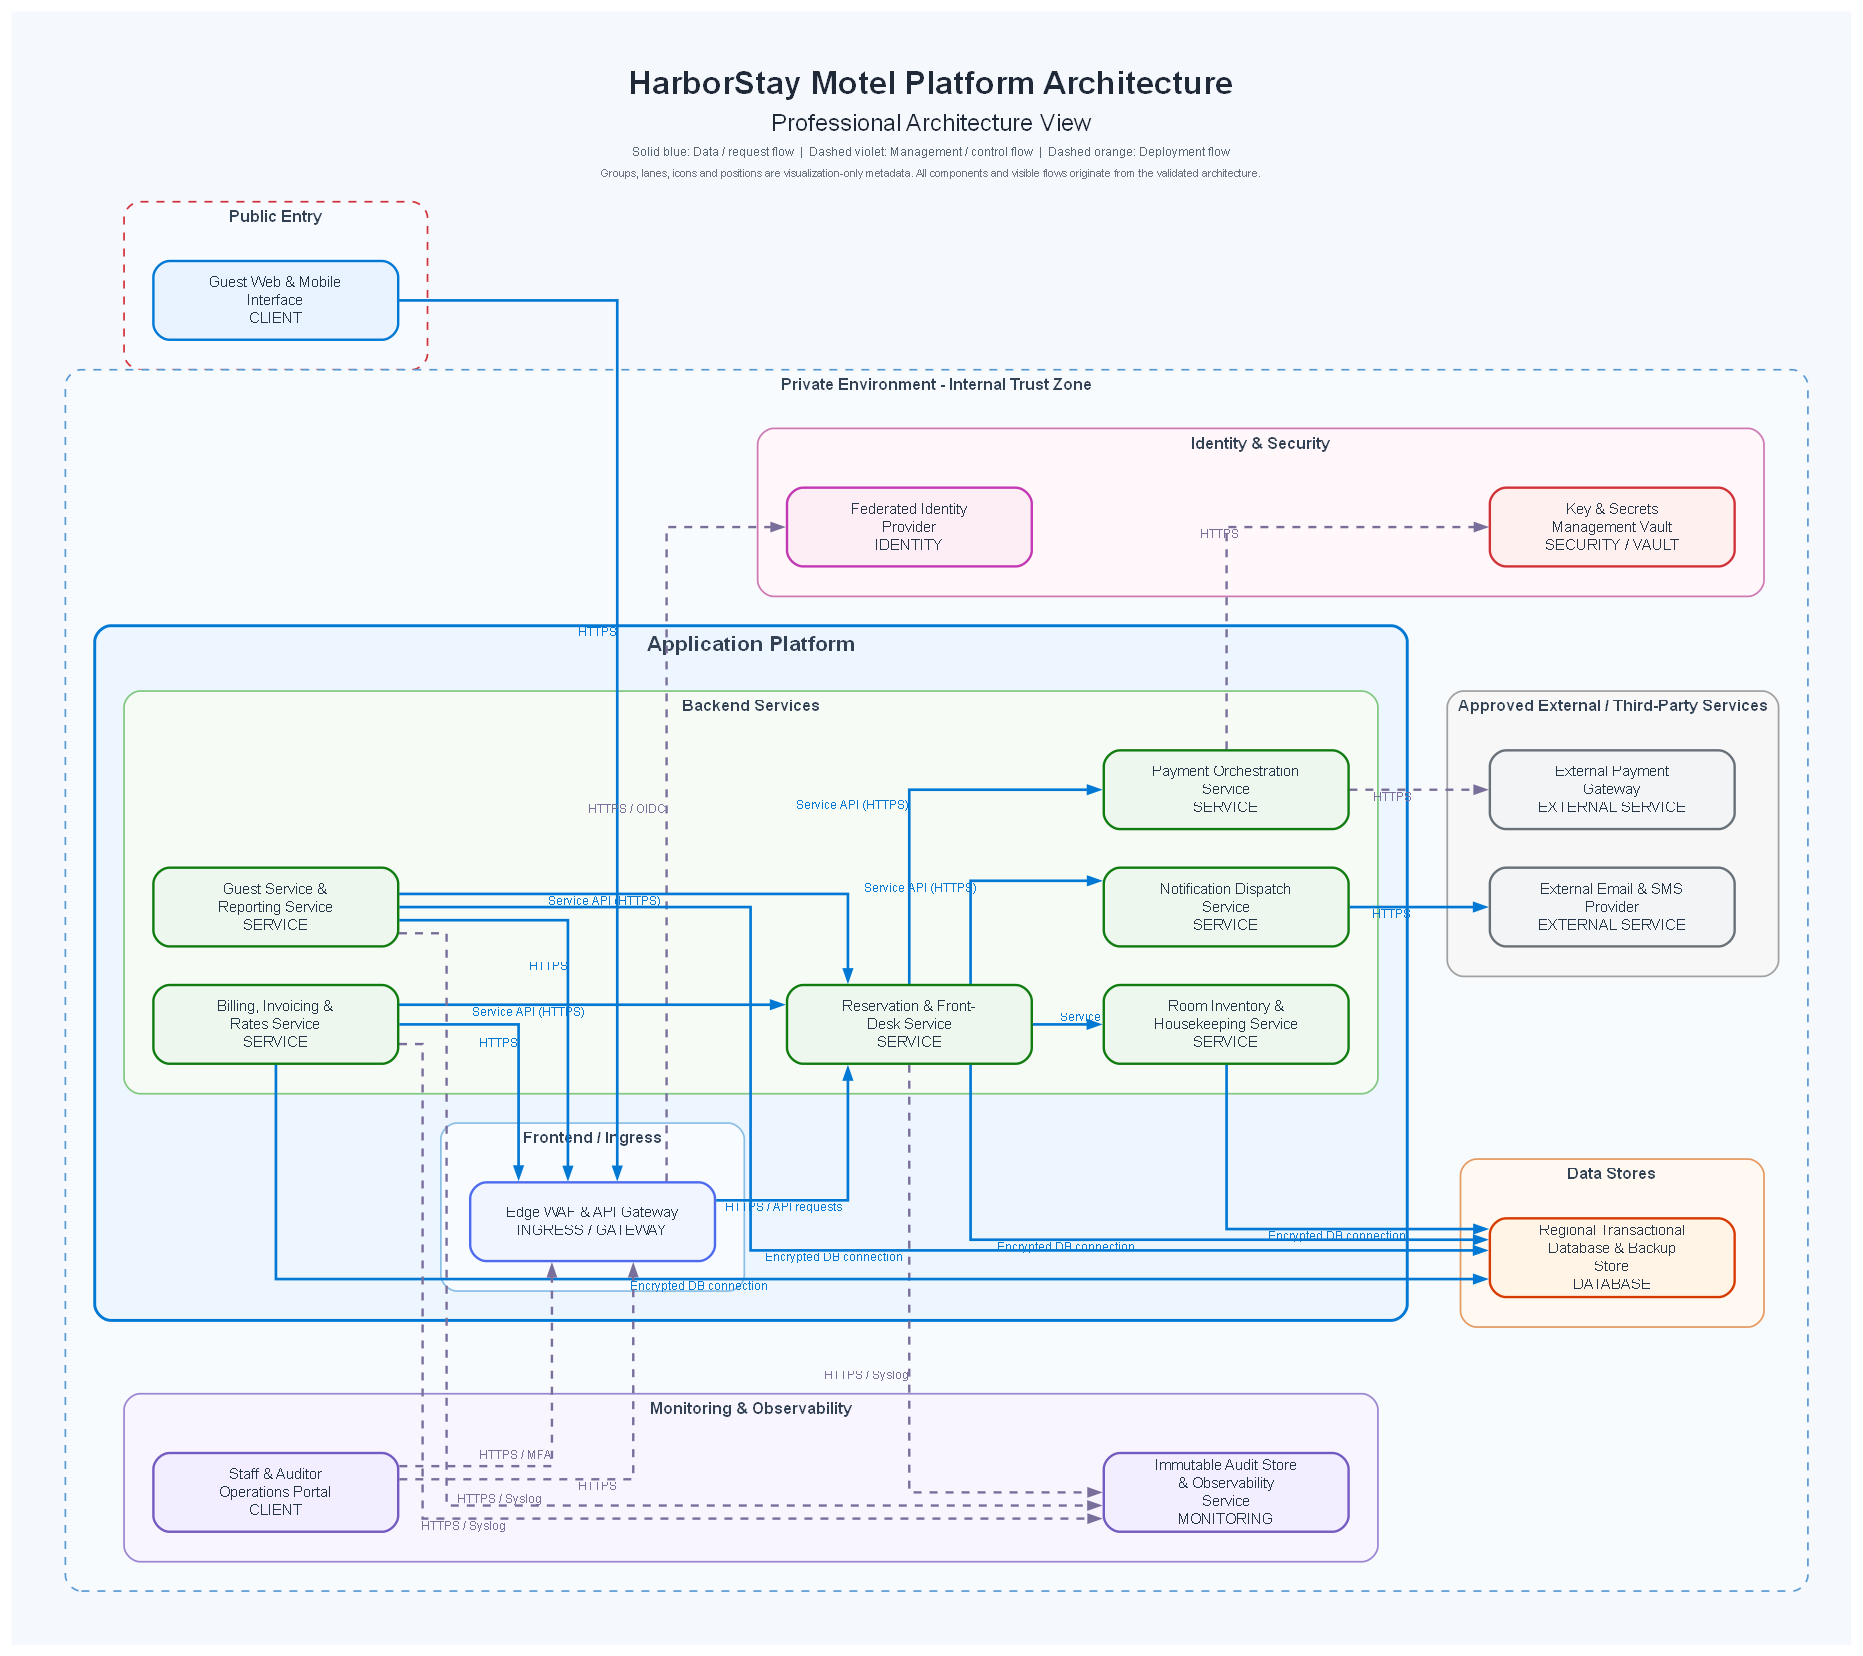 HarborStay Motel Platform Architecture
Professional Architecture View
Solid blue: Data / request flow | Dashed violet: Management / control flow | Dashed orange: Deployment flow
Groups, lanes, icons and positions are visualization-only metadata. All components and visible flows originate from the validated architecture.
Public Entry
Guest Web & Mobile
Interface
CLIENT
Private Environment - Internal Trust Zone
Identity & Security
Federated Identity
Provider
IDENTITY
HTTPS
Key & Secrets
Management Vault
SECURITY / VAULT
HTTPS
Application Platform
Backend Services
Approved External / Third-Party Services
HTTPS / OIDC
Service API (HTTPS)
Payment Orchestration
Service
SERVICE
HTTPS
External Payment
Gateway
EXTERNAL SERVICE
Guest Service &
Reporting Service
SERVICE
Service API (HTTPS)
Service API (HTTPS)
Notification Dispatch
Service
SERVICE
HTTPS
External Email & SMS
Provider
EXTERNAL SERVICE
HTTPS
Billing, Invoicing &
Rates Service
SERVICE
Service API (HTTPS)
HTTPS
Reservation & Front-
Desk Service
SERVICE
Service
Room Inventory &
Housekeeping Service
SERVICE
Frontend / Ingress
Edge WAF & API Gateway
INGRESS / GATEWAY
HTTPS / API requests
Encrypted DB connection
Encrypted DB connection
Encrypted DB connection
Encrypted DB connection
Data Stores
Regional Transactional
Database & Backup
Store
DATABASE
HTTPS / Syslog
Monitoring & Observability
Staff & Auditor
Operations Portal
CLIENT
HTTPS / MFA
HTTPS
HTTPS / Syslog
HTTPS / Syslog
Immutable Audit Store
& Observability
Service
MONITORING